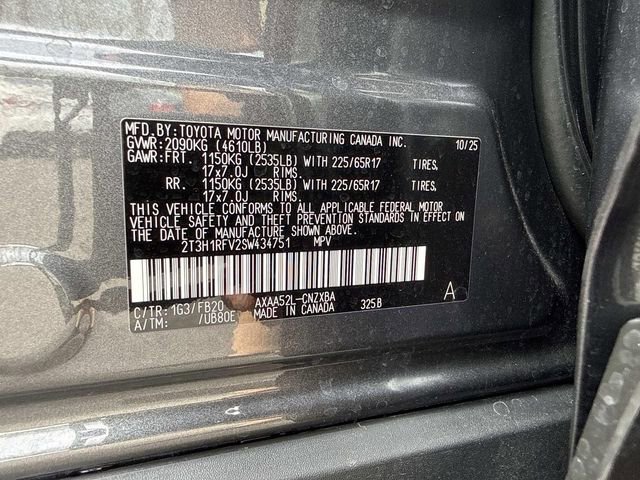 MFD.BY:TOYOTA MOTOR MANUFACTURING CANADA INC. 10/25
GVWR:2090KG (4610LB)
GAWR:FRT. 1150KG (2535LB) WITH 225/65R17 TIRES,
17x7.0J RIMS.
RR. 1150KG (2535LB) WITH 225/65R17 TIRES,
17x7.0J RIMS.
THIS VEHICLE CONFORMS TO ALL APPLICABLE FEDERAL MOTOR
VEHICLE SAFETY AND THEFT PREVENTION STANDARDS IN EFFECT ON
THE DATE OF MANUFACTURE SHOWN ABOVE.
2T3H1RFV2SW434751 MPV
C/TR: 1G3/FB20 AXAA52L-CNZXBA A
A/TM: /UB80E MADE IN CANADA 325B